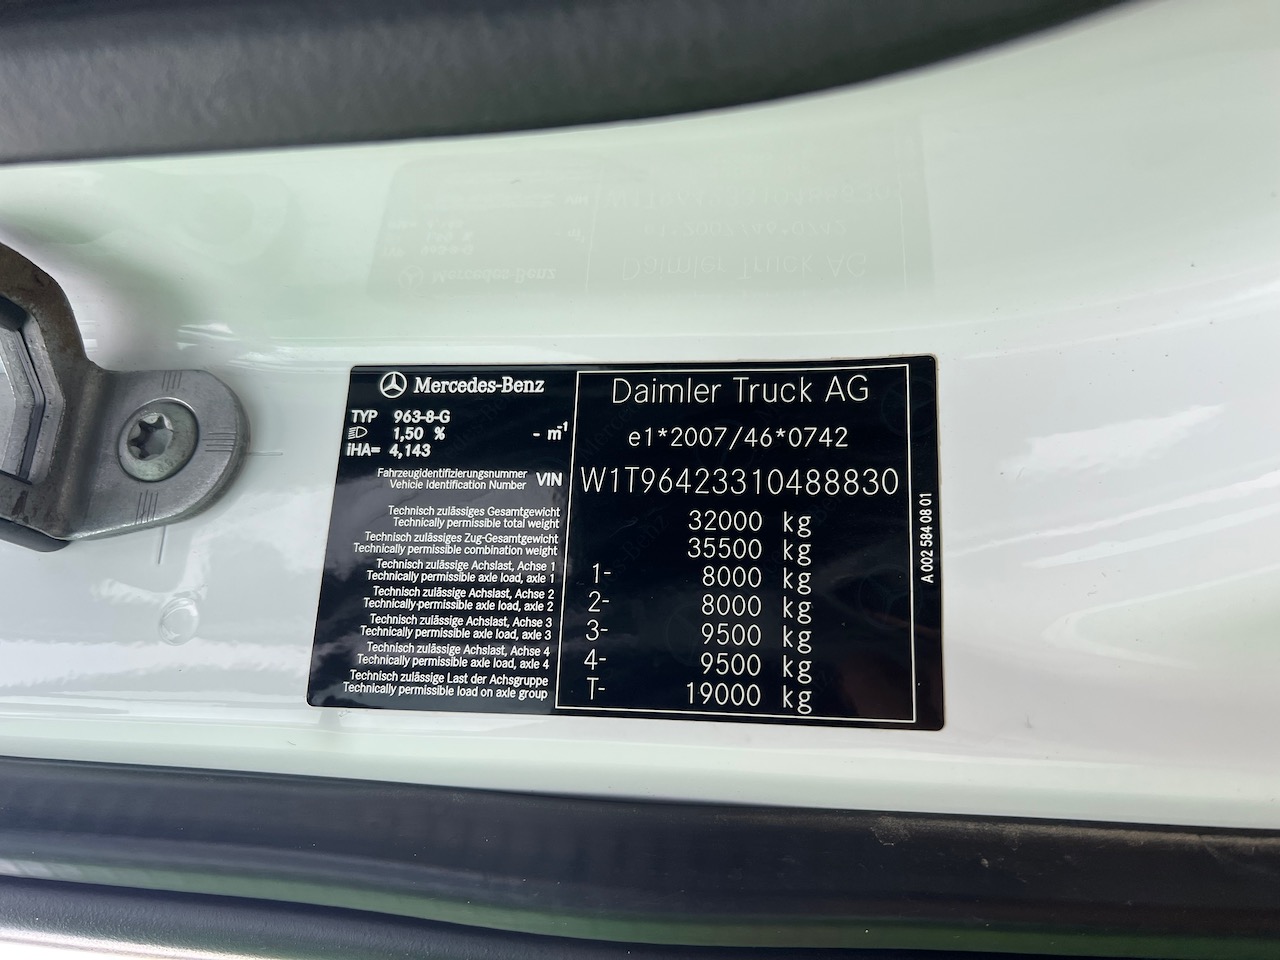 Mercedes-Benz
TYP 963-8-G
1,50 % - m-1
iHA= 4,143
Fahrzeugidentifizierungsnummer
Vehicle Identification Number VIN
Technisch zulässiges Gesamtgewicht
Technically permissible total weight
Technisch zulässiges Zug-Gesamtgewicht
Technically permissible combination weight
Technisch zulässige Achslast, Achse 1
Technically permissible axle load, axle 1
Technisch zulässige Achslast, Achse 2
Technically permissible axle load, axle 2
Technisch zulässige Achslast, Achse 3
Technically permissible axle load, axle 3
Technisch zulässige Achslast, Achse 4
Technically permissible axle load, axle 4
Technisch zulässige Last der Achsgruppe
Technically permissible load on axle group
Daimler Truck AG
e1*2007/46*0742
W1T96423310488830
32000 kg
35500 kg
1- 8000 kg
2- 8000 kg
3- 9500 kg
4- 9500 kg
T- 19000 kg
A 002 584 08 01